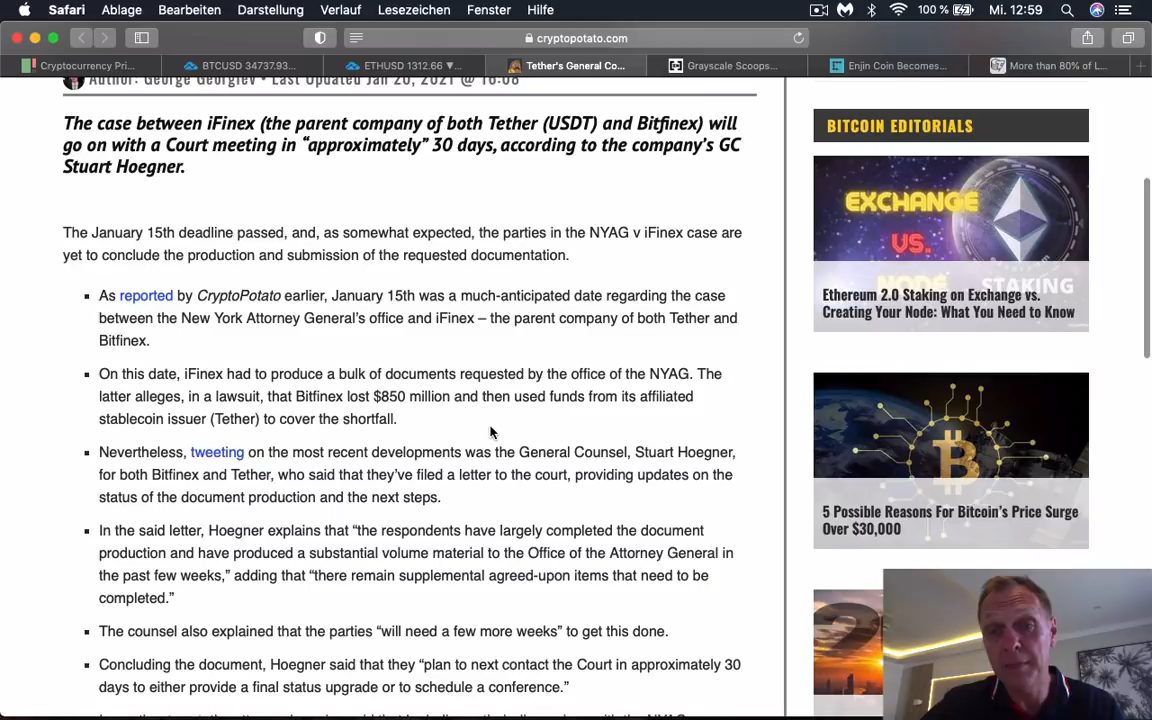 Safari Ablage Bearbeiten Darstellung Verlauf Lesezeichen Fenster Hilfe 100 % Mi. 12:59
cryptopotato.com
Cryptocurrency Pri... BTCUSD 34737.93... ETHUSD 1312.66 ▼... Tether's General Co... Grayscale Scoops... Enjin Coin Becomes... More than 80% of L...
Author: George Georgiev • Last Updated Jan 20, 2021 @ 16:08
The case between iFinex (the parent company of both Tether (USDT) and Bitfinex) will
go on with a Court meeting in “approximately” 30 days, according to the company’s GC
Stuart Hoegner.
The January 15th deadline passed, and, as somewhat expected, the parties in the NYAG v iFinex case are
yet to conclude the production and submission of the requested documentation.
As reported by CryptoPotato earlier, January 15th was a much-anticipated date regarding the case
between the New York Attorney General’s office and iFinex – the parent company of both Tether and
Bitfinex.
On this date, iFinex had to produce a bulk of documents requested by the office of the NYAG. The
latter alleges, in a lawsuit, that Bitfinex lost $850 million and then used funds from its affiliated
stablecoin issuer (Tether) to cover the shortfall.
Nevertheless, tweeting on the most recent developments was the General Counsel, Stuart Hoegner,
for both Bitfinex and Tether, who said that they’ve filed a letter to the court, providing updates on the
status of the document production and the next steps.
In the said letter, Hoegner explains that “the respondents have largely completed the document
production and have produced a substantial volume material to the Office of the Attorney General in
the past few weeks,” adding that “there remain supplemental agreed-upon items that need to be
completed.”
The counsel also explained that the parties “will need a few more weeks” to get this done.
Concluding the document, Hoegner said that they “plan to next contact the Court in approximately 30
days to either provide a final status upgrade or to schedule a conference.”
BITCOIN EDITORIALS
EXCHANGE
VS.
NODE STAKING
Ethereum 2.0 Staking on Exchange vs.
Creating Your Node: What You Need to Know
5 Possible Reasons For Bitcoin’s Price Surge
Over $30,000